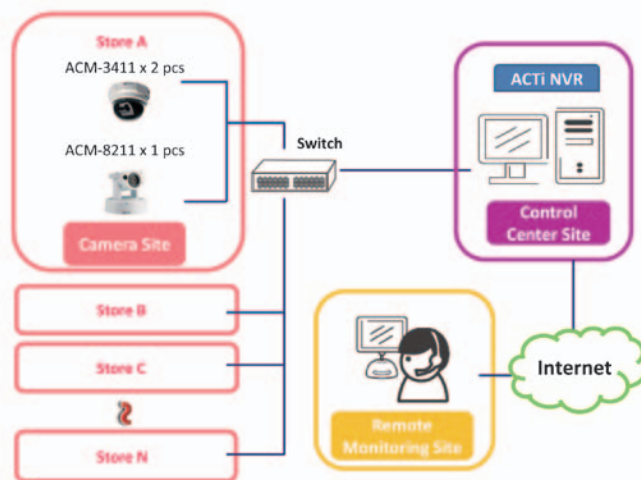 Store A
ACM-3411 x 2 pcs
ACM-8211 x 1 pcs
Camera Site
Switch
ACTi NVR
Control
Center Site
Store B
Store C
Store N
Remote
Monitoring Site
Internet